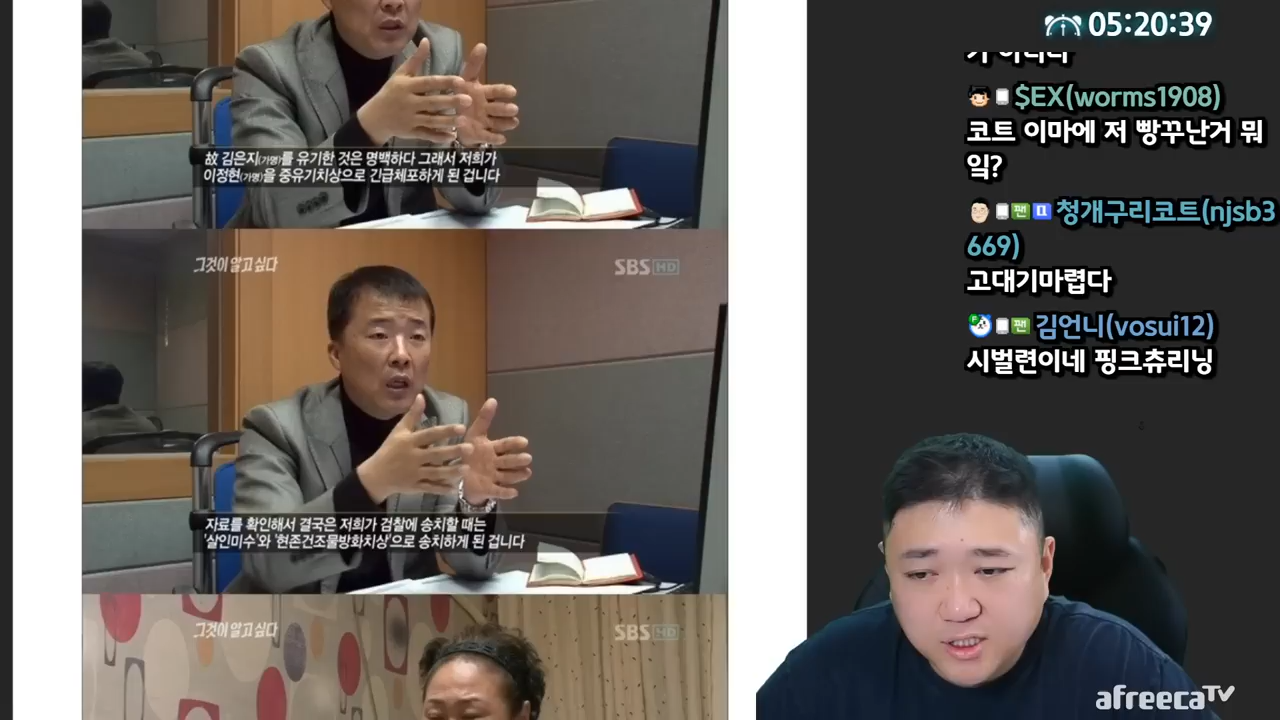 故 김은지(가명)를 유기한 것은 명백하다 그래서 저희가
이정현(가명)을 중유기치상으로 긴급체포하게 된 겁니다
그것이 알고싶다
SBS HD
자료를 확인해서 결국은 저희가 검찰에 송치할 때는
'살인미수'와 '현존건조물방화치상'으로 송치하게 된 겁니다
그것이 알고싶다
SBS HD
05:20:39
$EX(worms1908)
코트 이마에 저 빵꾸난거 뭐
임?
팬
청개구리코트(njsb3
669)
고대기마렵다
팬
김언니(vosui12)
시벌련이네 핑크츄리닝
afreecaTV